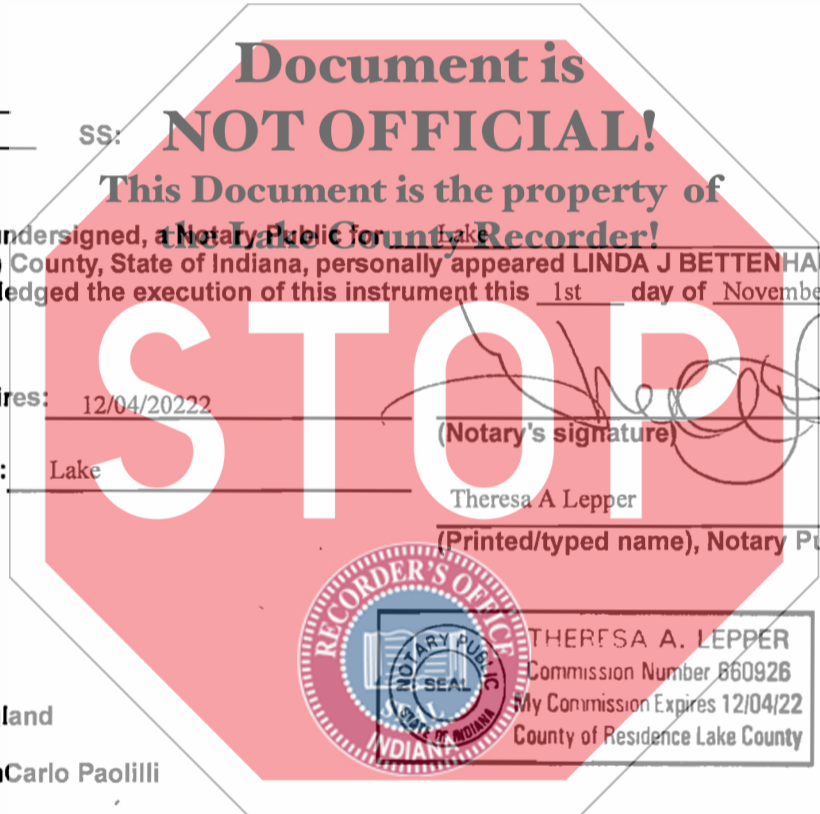 Document is
NOT OFFICIAL!
SS:
This Document is the property of
the Lake County Recorder!
ndersigned, a Notary Public for Lake
County, State of Indiana, personally appeared LINDA J BETTENHA
ledged the execution of this instrument this 1st day of Novembe
STOP
ires: 12/04/20222
(Notary's signature)
: Lake
Theresa A Lepper
(Printed/typed name), Notary Pu
RECORDER'S OFFICE
SEAL
INDIANA
NOTARY PUBLIC
SEAL
STATE OF INDIANA
THERESA A. LEPPER
Commission Number 660926
My Commission Expires 12/04/22
County of Residence Lake County
land
Carlo Paolilli